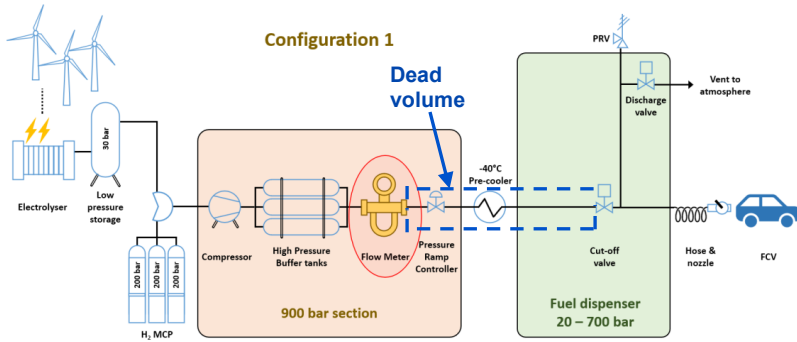 Configuration 1
Dead
volume
PRV
Discharge
valve
Vent to
atmosphere
30 bar
-40°C
Pre-cooler
Electrolyser
Low
pressure
storage
Compressor
High Pressure
Buffer tanks
Flow Meter
Pressure
Ramp
Controller
Cut-off
valve
Hose &
nozzle
FCV
200 bar
200 bar
200 bar
H₂ MCP
900 bar section
Fuel dispenser
20 – 700 bar